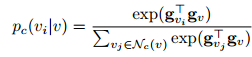 p_c(v_i|v) = \frac{\exp(\mathbf{g}_{v_i}^\top \mathbf{g}_v)}{\sum_{v_j \in \mathcal{N}_c(v)} \exp(\mathbf{g}_{v_j}^\top \mathbf{g}_v)}